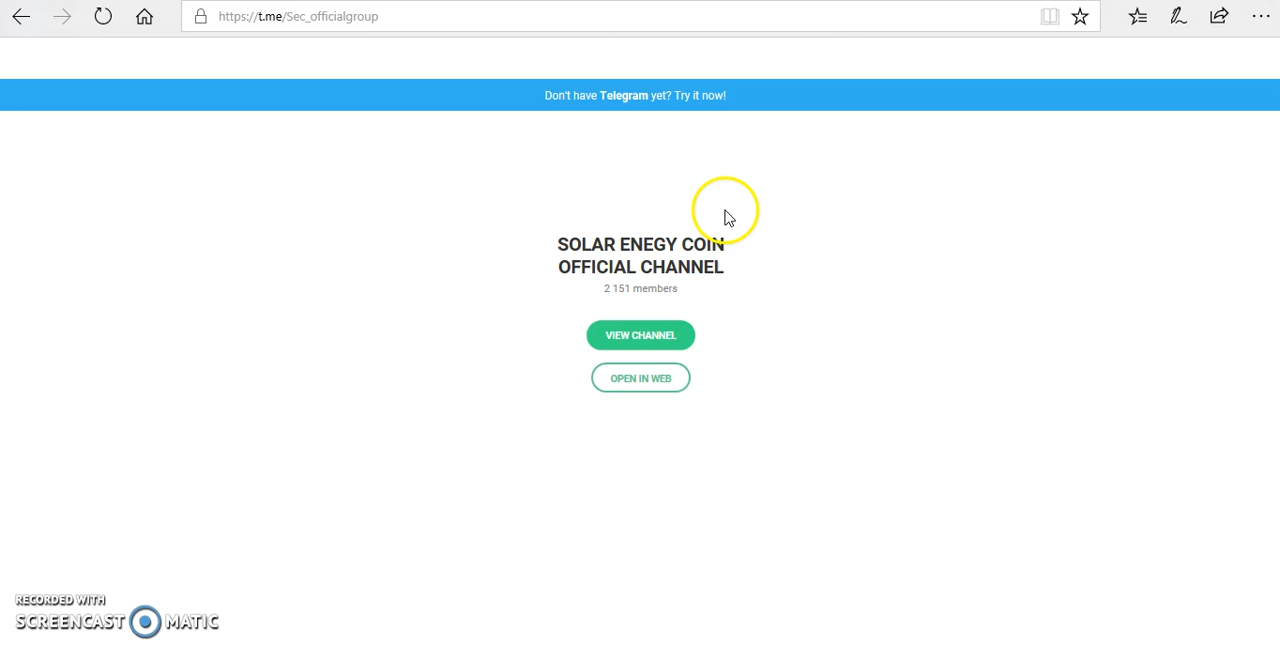 https://t.me/Sec_officialgroup
Don't have Telegram yet? Try it now!
SOLAR ENEGY COIN
OFFICIAL CHANNEL
2 151 members
VIEW CHANNEL
OPEN IN WEB
RECORDED WITH
SCREENCAST MATIC